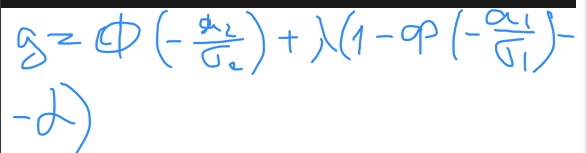 g = Φ(-a₂/σ₂) + λ(1 - Φ(-a₁/σ₁) -
- α)